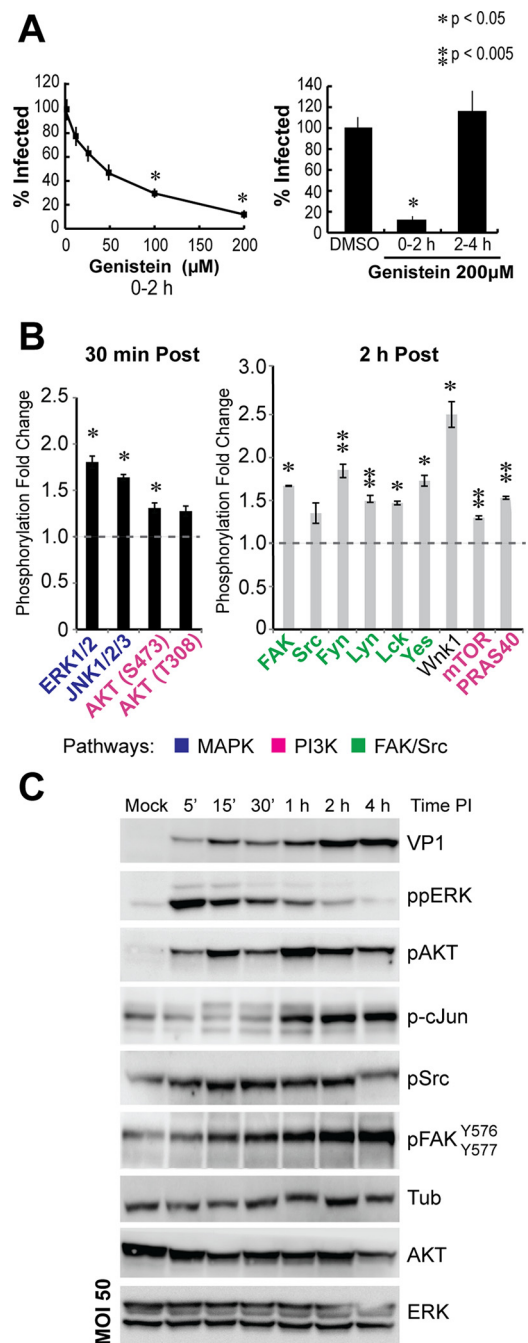 A
* p < 0.05
** p < 0.005
% Infected
120
100
80
60
40
20
0
0 50 100 150 200
*
*
Genistein (µM)
0-2 h
% Infected
140
120
100
80
60
40
20
0
*
DMSO 0-2 h 2-4 h
Genistein 200µM
B
30 min Post
Phosphorylation Fold Change
2.5
2.0
1.5
1.0
0.5
0.0
* * *
ERK1/2
JNK1/2/3
AKT (S473)
AKT (T308)
2 h Post
Phosphorylation Fold Change
3.0
2.5
2.0
1.5
1.0
0.0
* ** ** * * * ** **
FAK
Src
Fyn
Lyn
Lck
Yes
Wnk1
mTOR
PRAS40
Pathways: MAPK PI3K FAK/Src
C
Mock 5’ 15’ 30’ 1 h 2 h 4 h Time PI
VP1
ppERK
pAKT
p-cJun
pSrc
pFAK Y576
Y577
Tub
AKT
ERK
MOI 50